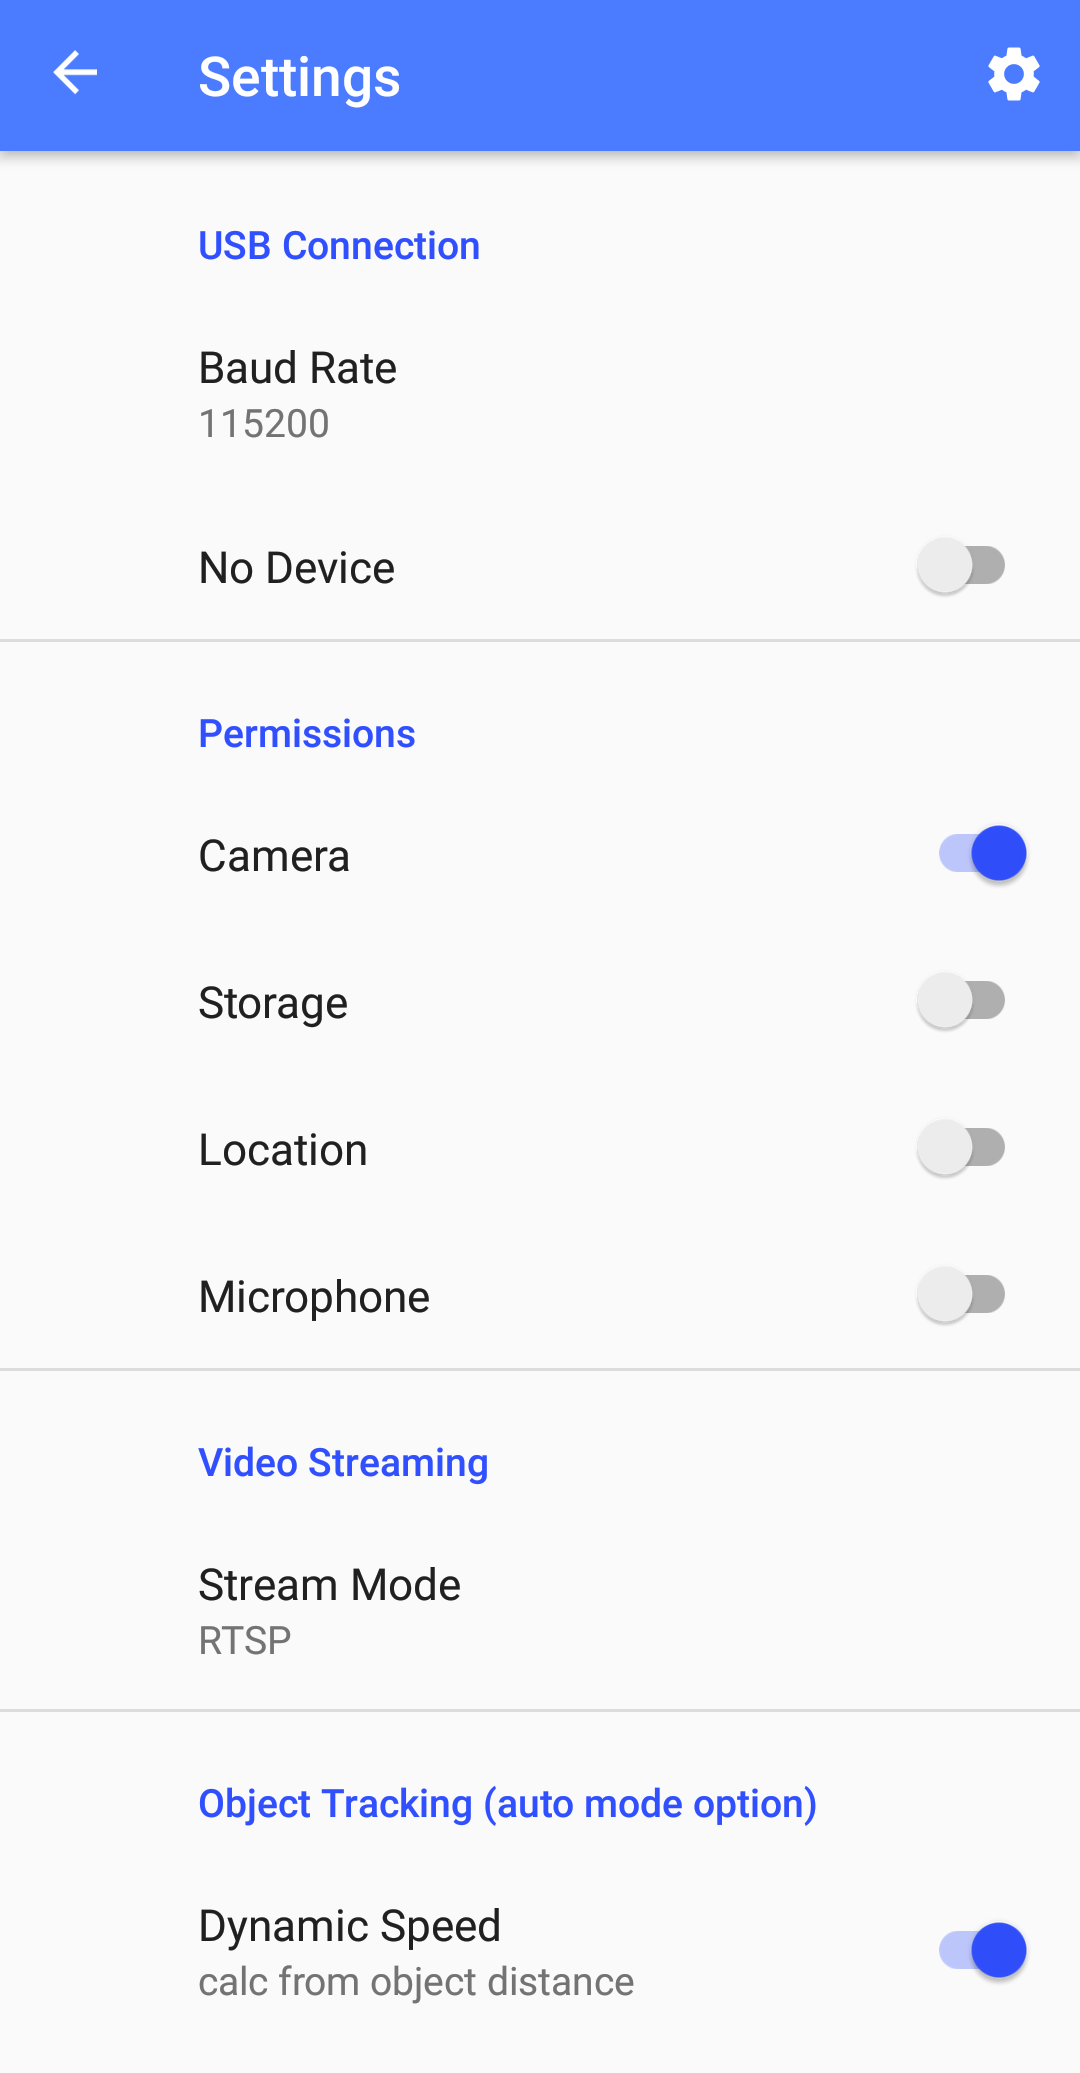 Settings
USB Connection
Baud Rate
115200
No Device
Permissions
Camera
Storage
Location
Microphone
Video Streaming
Stream Mode
RTSP
Object Tracking (auto mode option)
Dynamic Speed
calc from object distance